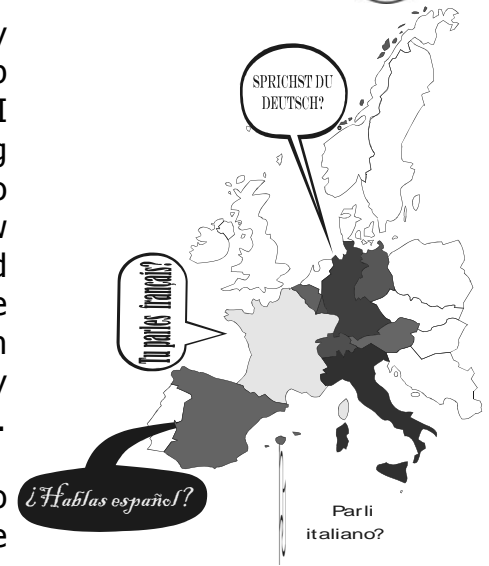 y
o
I
g
o
w
d
e
n
y
.
o
e
SPRICHST DU
DEUTSCH?
Tu parles français?
¿Hablas español?
Parli
italiano?